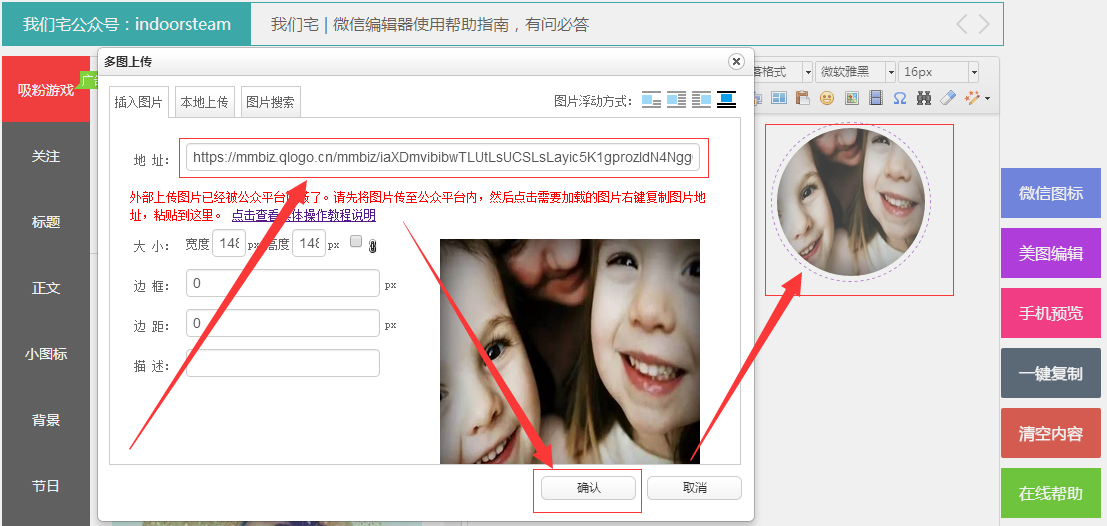 我们宅公众号：indoorsteam
我们宅 | 微信编辑器使用帮助指南，有问必答
多图上传
吸粉游戏
关注
标题
正文
小图标
背景
节日
插入图片
本地上传
图片搜索
图片浮动方式：
地 址：
https://mmbiz.qlogo.cn/mmbiz/iaXDmvibibwTLUtLsUCSLsLayic5K1gprozldN4Ngg
外部上传图片已经被公众平台 了。请先将图片传至公众平台内，然后点击需要加载的图片右键复制图片地
址，粘贴到这里。 点击查看 体操作教程说明
大 小： 宽度 148 px 高度 148 px
边 框： 0 px
边 距： 0 px
描 述：
确认
取消
落格式
微软雅黑
16px
微信图标
美图编辑
手机预览
一键复制
清空内容
在线帮助